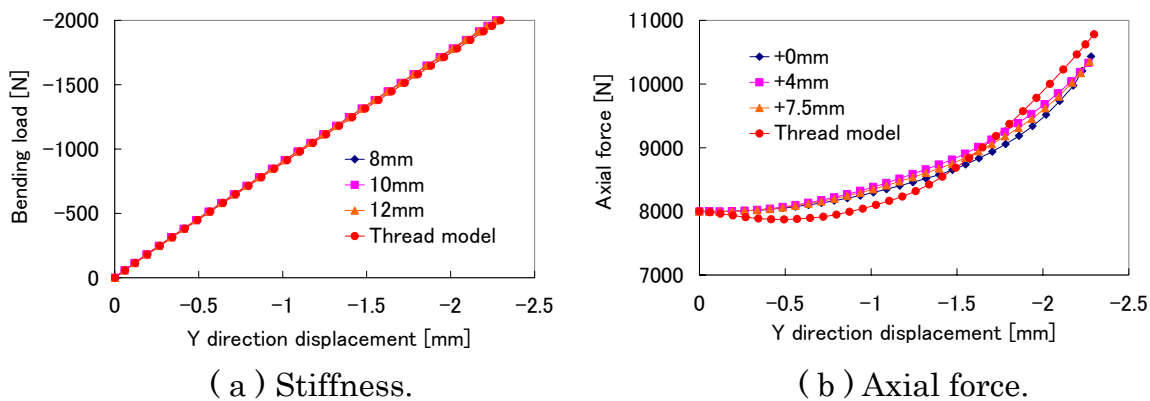 -2000
-1500
-1000
-500
0
Bending load [N]
8mm
10mm
12mm
Thread model
0 -0.5 -1 -1.5 -2 -2.5
Y direction displacement [mm]
( a ) Stiffness.
11000
10000
9000
8000
7000
Axial force [N]
+0mm
+4mm
+7.5mm
Thread model
0 -0.5 -1 -1.5 -2 -2.5
Y direction displacement [mm]
( b ) Axial force.